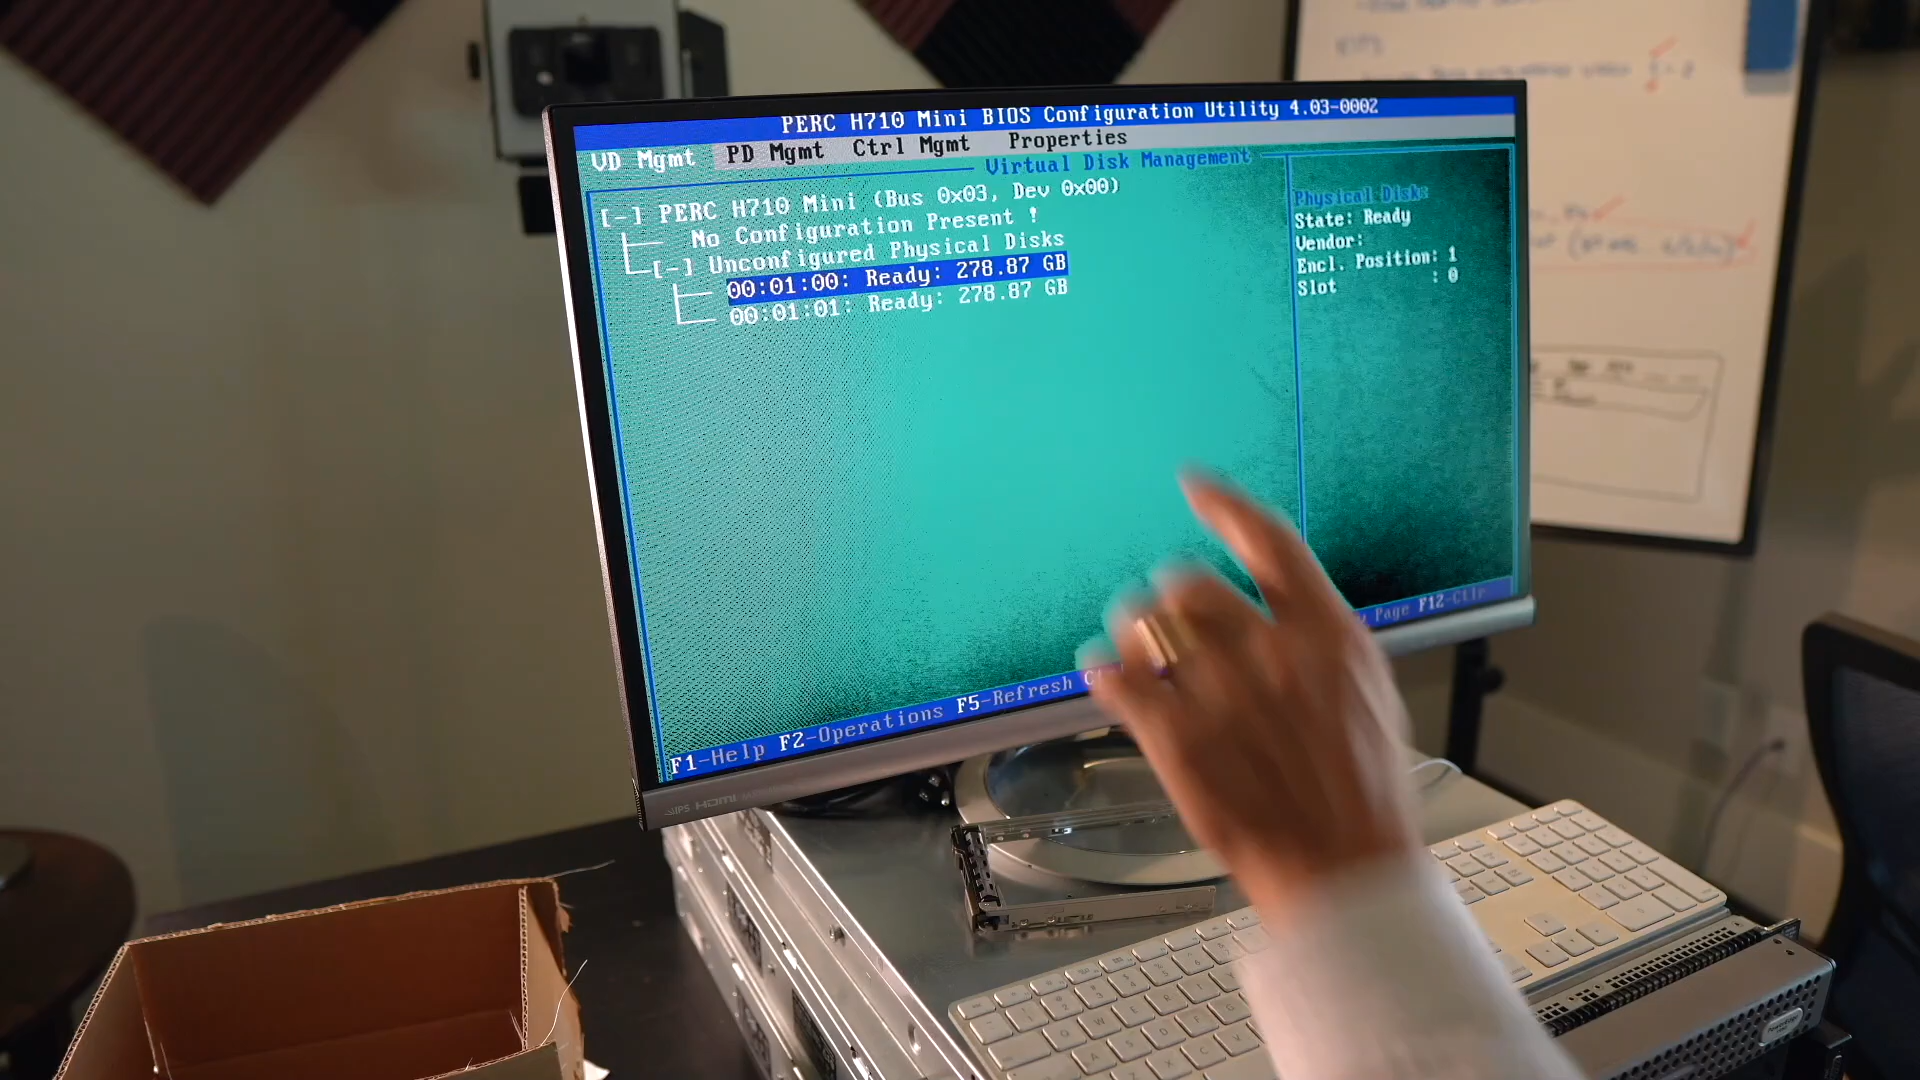 PERC H710 Mini BIOS Configuration Utility 4.03-0002
VD Mgmt PD Mgmt Ctrl Mgmt Properties
Virtual Disk Management
[-] PERC H710 Mini (Bus 0x03, Dev 0x00)
No Configuration Present !
[-] Unconfigured Physical Disks
00:01:00: Ready: 278.87 GB
00:01:01: Ready: 278.87 GB
Physical Disk:
State: Ready
Vendor:
Encl. Position: 1
Slot : 0
F1-Help F2-Operations F5-Refresh
Page F12-Ctlr
IPS HDMI